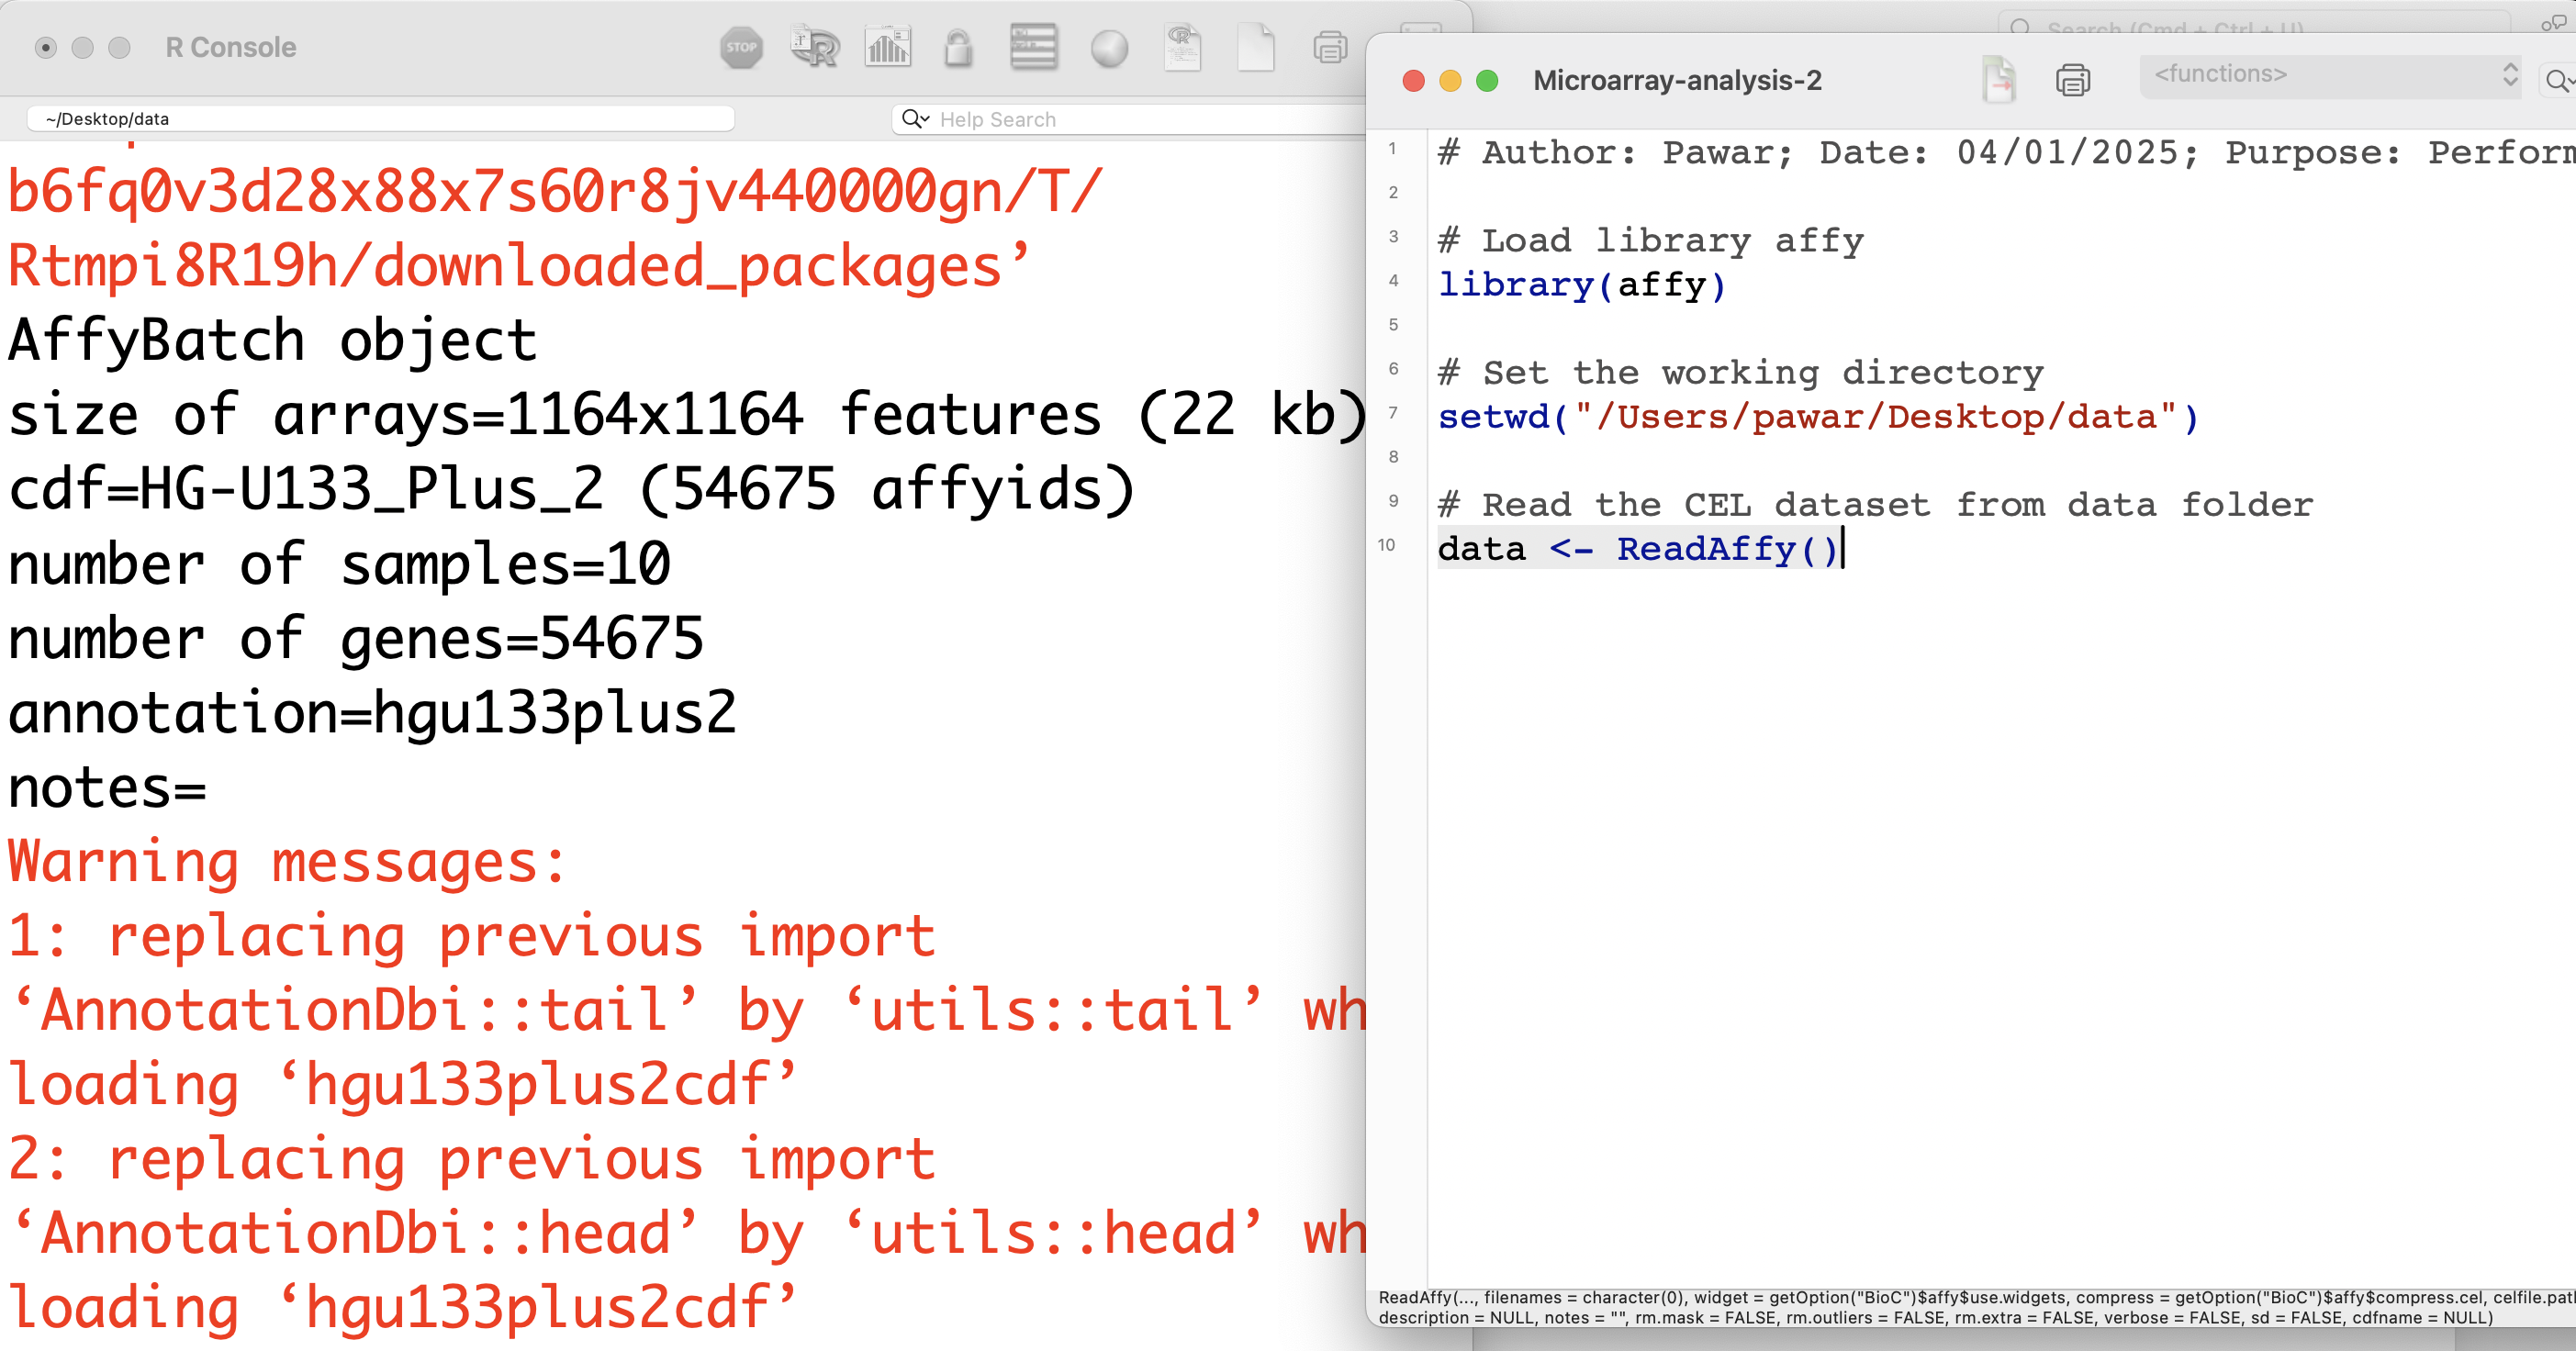 R Console
STOP
~/Desktop/data
Help Search
b6fq0v3d28x88x7s60r8jv440000gn/T/
Rtmpi8R19h/downloaded_packages’
AffyBatch object
size of arrays=1164x1164 features (22 kb)
cdf=HG-U133_Plus_2 (54675 affyids)
number of samples=10
number of genes=54675
annotation=hgu133plus2
notes=
Warning messages:
1: replacing previous import
‘AnnotationDbi::tail’ by ‘utils::tail’ wh
loading ‘hgu133plus2cdf’
2: replacing previous import
‘AnnotationDbi::head’ by ‘utils::head’ wh
loading ‘hgu133plus2cdf’
Search (Cmd + Ctrl + U)
Microarray-analysis-2
<functions>
1 # Author: Pawar; Date: 04/01/2025; Purpose: Perform
2
3 # Load library affy
4 library(affy)
5
6 # Set the working directory
7 setwd("/Users/pawar/Desktop/data")
8
9 # Read the CEL dataset from data folder
10 data <- ReadAffy()
ReadAffy(..., filenames = character(0), widget = getOption("BioC")$affy$use.widgets, compress = getOption("BioC")$affy$compress.cel, celfile.path
description = NULL, notes = "", rm.mask = FALSE, rm.outliers = FALSE, rm.extra = FALSE, verbose = FALSE, sd = FALSE, cdfname = NULL)